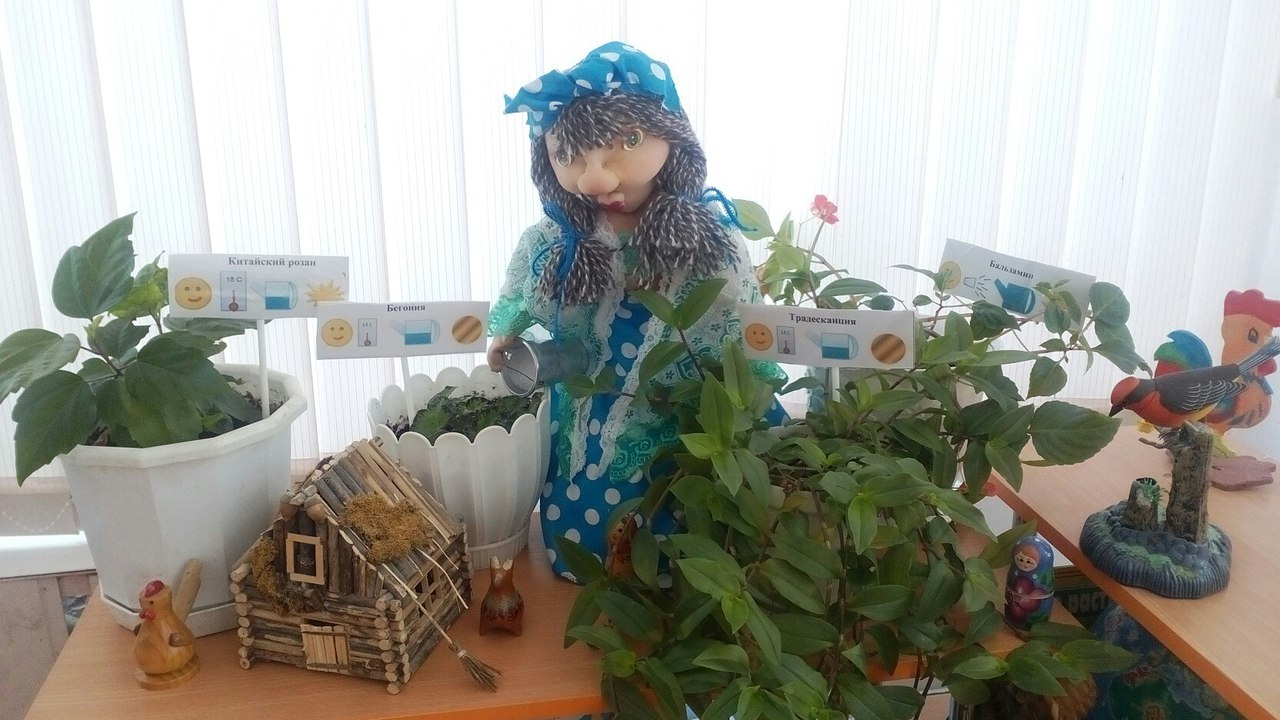 Китайский розан
18 С
Бегония
Традесканция
Бальзамин